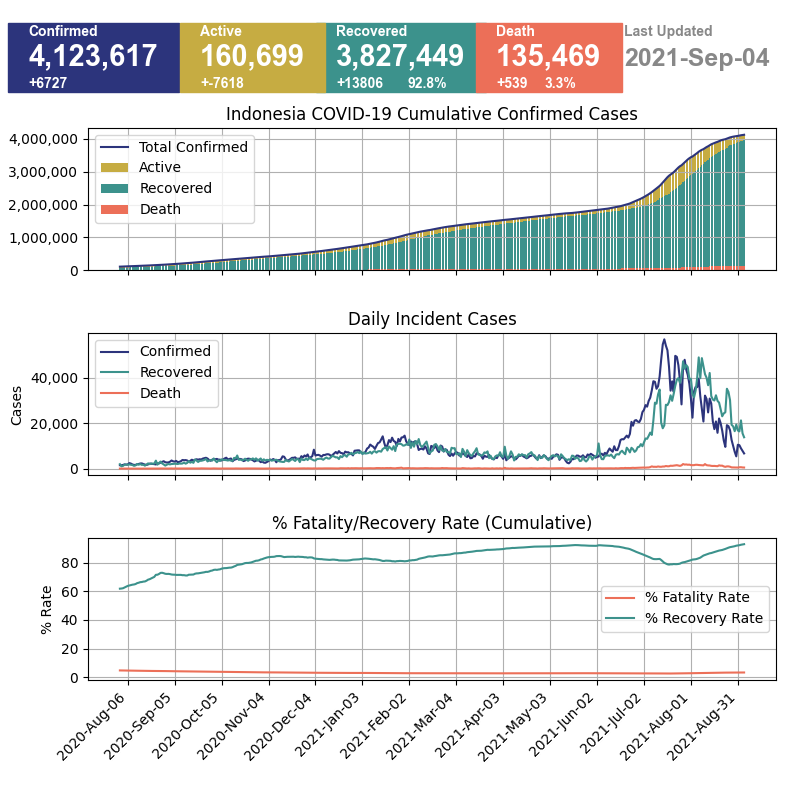 Confirmed Active Recovered Death Last Updated
4,123,617 160,699 3,827,449 135,469 2021-Sep-04
+6727 +-7618 +13806 92.8% +539 3.3%
Indonesia COVID-19 Cumulative Confirmed Cases
4,000,000
3,000,000
2,000,000
1,000,000
0
Total Confirmed
Active
Recovered
Death
Daily Incident Cases
Cases
40,000
20,000
0
Confirmed
Recovered
Death
% Fatality/Recovery Rate (Cumulative)
% Rate
80
60
40
20
0
% Fatality Rate
% Recovery Rate
2020-Aug-06
2020-Sep-05
2020-Oct-05
2020-Nov-04
2020-Dec-04
2021-Jan-03
2021-Feb-02
2021-Mar-04
2021-Apr-03
2021-May-03
2021-Jun-02
2021-Jul-02
2021-Aug-01
2021-Aug-31